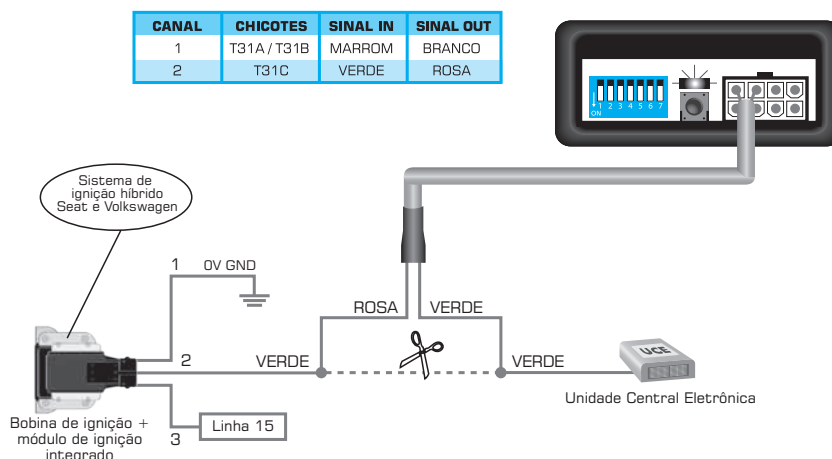 CANAL CHICOTES SINAL IN SINAL OUT
1 T31A / T31B MARROM BRANCO
2 T31C VERDE ROSA
1 2 3 4 5 6 7
ON
Sistema de
ignição híbrido
Seat e Volkswagen
1 0V GND
ROSA VERDE
2 VERDE VERDE
UCE
Unidade Central Eletrônica
3 Linha 15
Bobina de ignição +
módulo de ignição
integrado